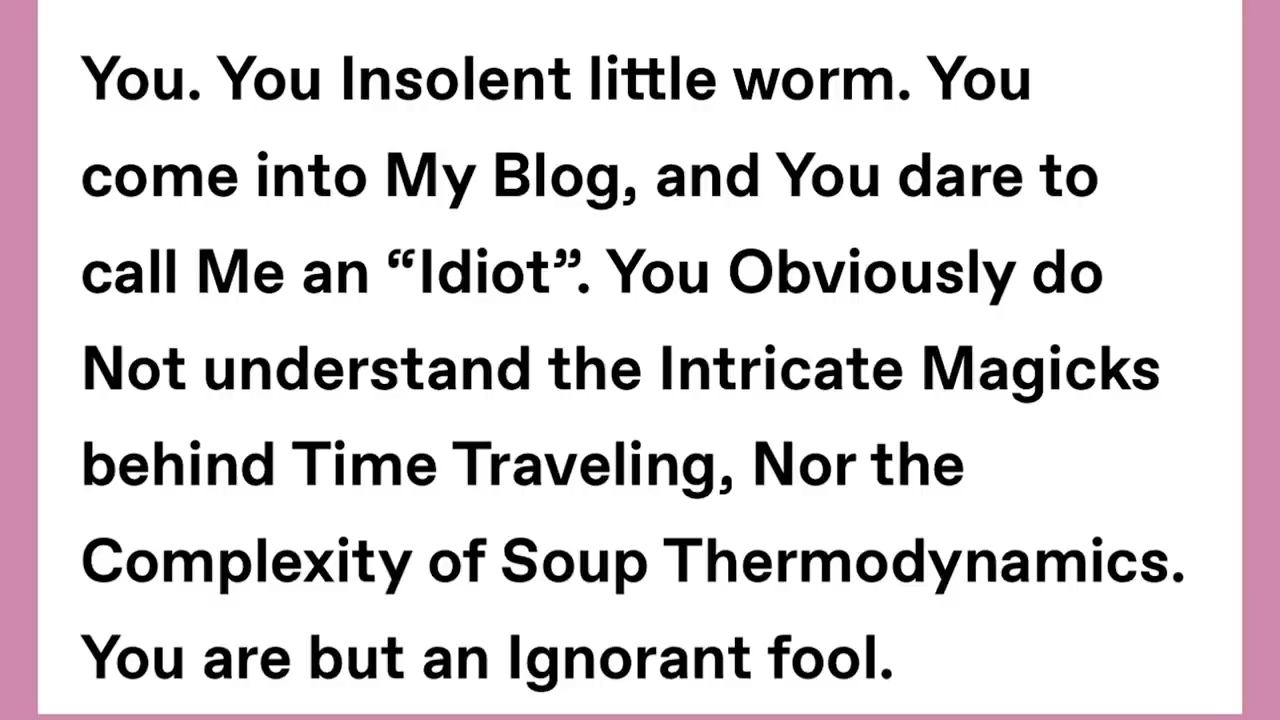 You. You Insolent little worm. You
come into My Blog, and You dare to
call Me an “Idiot”. You Obviously do
Not understand the Intricate Magicks
behind Time Traveling, Nor the
Complexity of Soup Thermodynamics.
You are but an Ignorant fool.